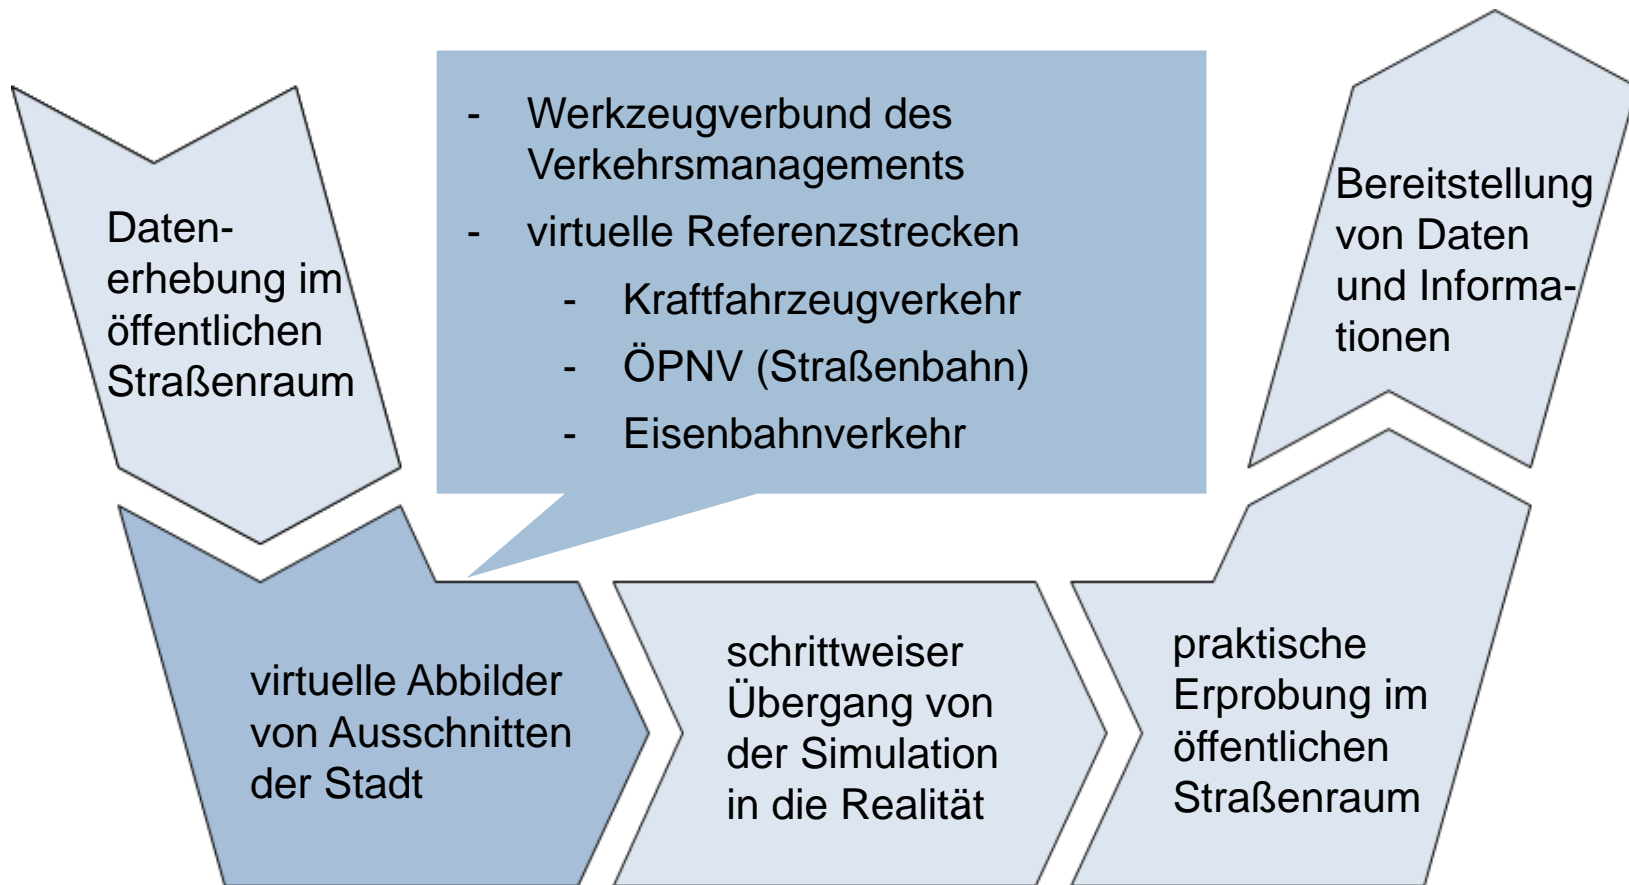 Daten-
erhebung im
öffentlichen
Straßenraum
- Werkzeugverbund des
Verkehrsmanagements
- virtuelle Referenzstrecken
- Kraftfahrzeugverkehr
- ÖPNV (Straßenbahn)
- Eisenbahnverkehr
virtuelle Abbilder
von Ausschnitten
der Stadt
schrittweiser
Übergang von
der Simulation
in die Realität
praktische
Erprobung im
öffentlichen
Straßenraum
Bereitstellung
von Daten
und Informa-
tionen